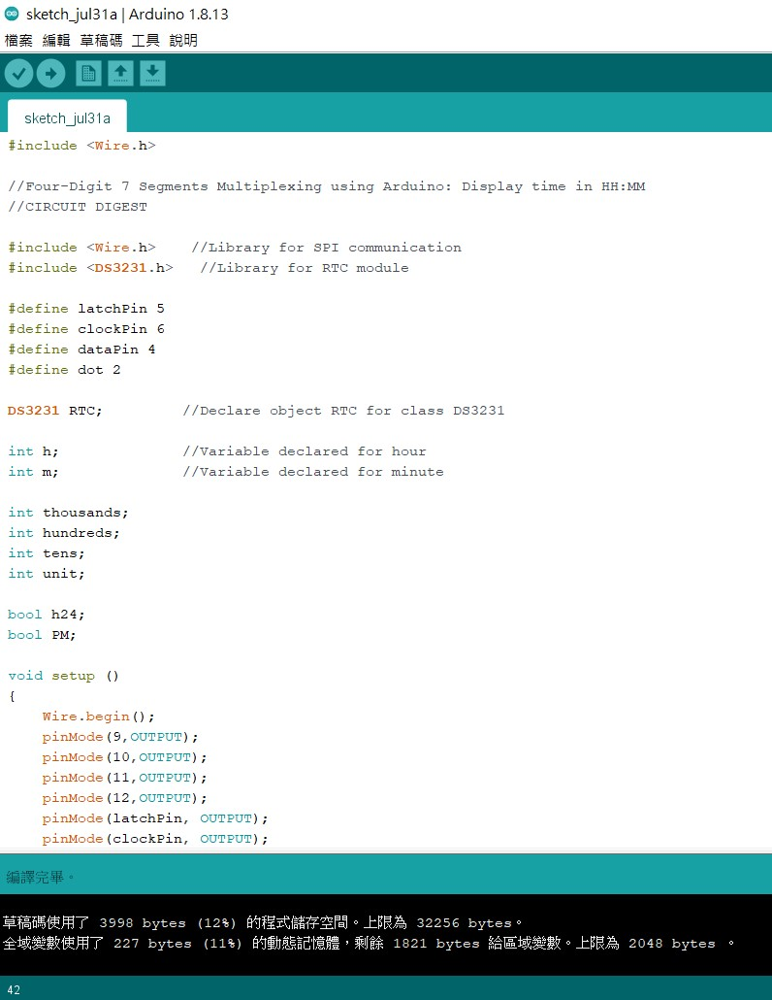 sketch_jul31a | Arduino 1.8.13
檔案 編輯 草稿碼 工具 說明
sketch_jul31a
#include <Wire.h>
//Four-Digit 7 Segments Multiplexing using Arduino: Display time in HH:MM
//CIRCUIT DIGEST
#include <Wire.h>    //Library for SPI communication
#include <DS3231.h>   //Library for RTC module
#define latchPin 5
#define clockPin 6
#define dataPin 4
#define dot 2
DS3231 RTC;         //Declare object RTC for class DS3231
int h;              //Variable declared for hour
int m;              //Variable declared for minute
int thousands;
int hundreds;
int tens;
int unit;
bool h24;
bool PM;
void setup ()
{
    Wire.begin();
    pinMode(9,OUTPUT);
    pinMode(10,OUTPUT);
    pinMode(11,OUTPUT);
    pinMode(12,OUTPUT);
    pinMode(latchPin, OUTPUT);
    pinMode(clockPin, OUTPUT);
編譯完畢。
草稿碼使用了 3998 bytes (12%) 的程式儲存空間。上限為 32256 bytes。
全域變數使用了 227 bytes (11%) 的動態記憶體，剩餘 1821 bytes 給區域變數。上限為 2048 bytes 。
42